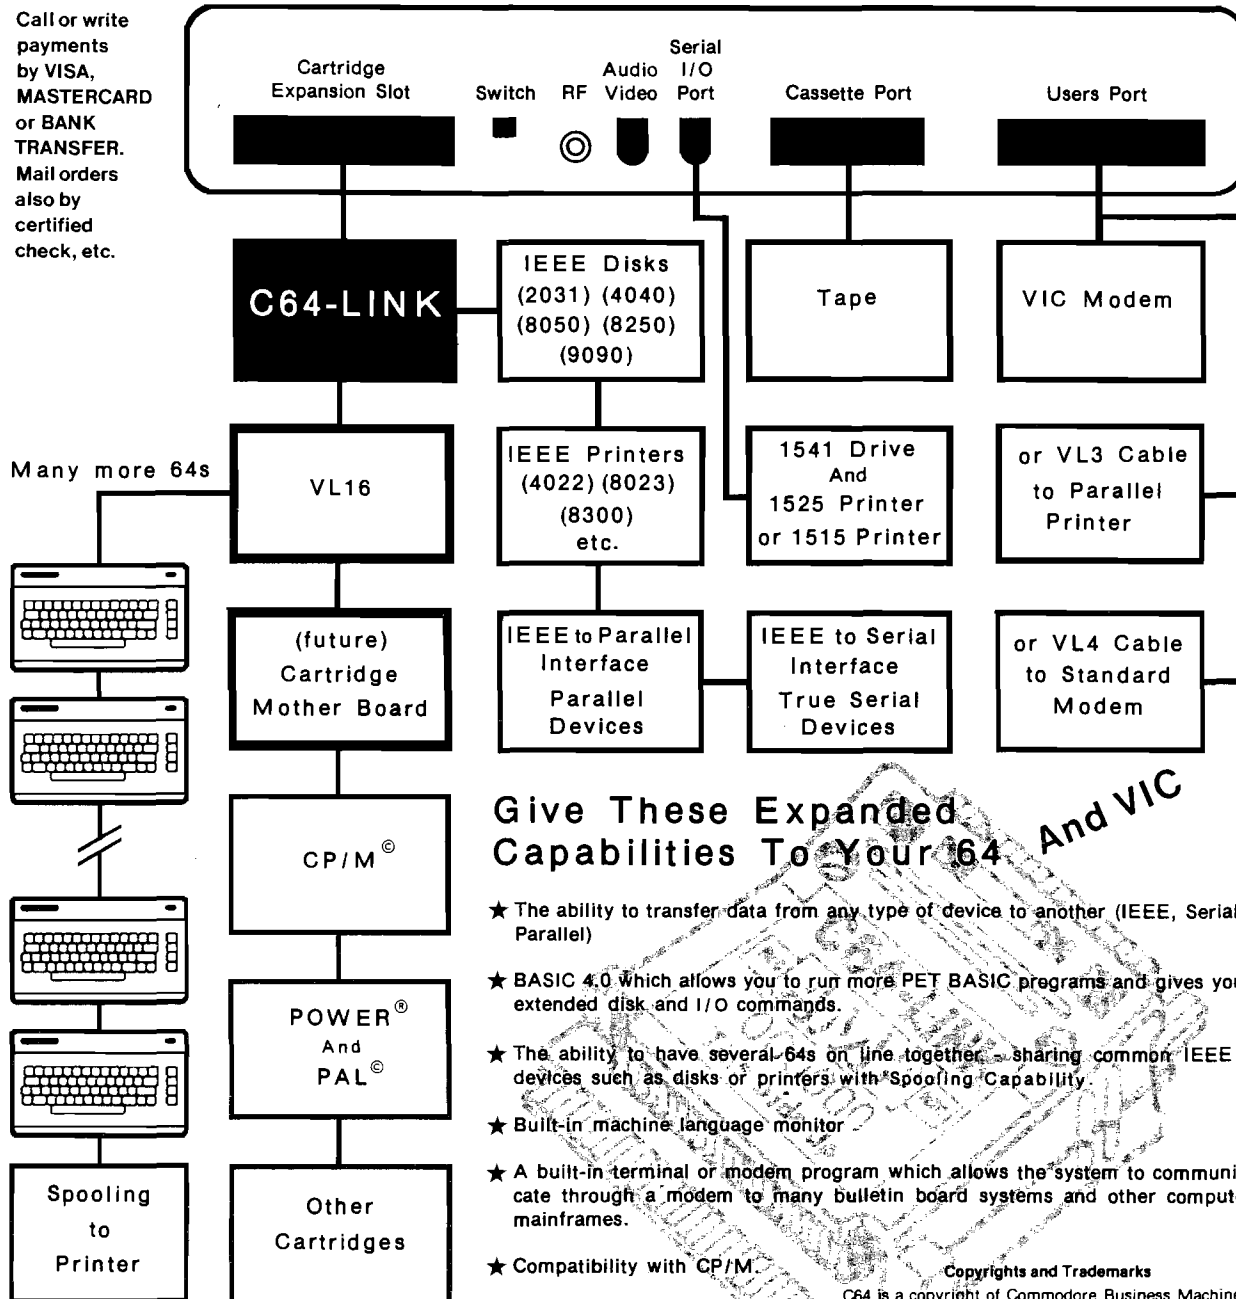 Call or write
payments
by VISA,
MASTERCARD
or BANK
TRANSFER.
Mail orders
also by
certified
check, etc.
Cartridge
Expansion Slot
Switch
RF
Audio
Video
Serial
I/O
Port
Cassette Port
Users Port
C64-LINK
IEEE Disks
(2031) (4040)
(8050) (8250)
(9090)
Tape
VIC Modem
Many more 64s
VL16
IEEE Printers
(4022) (8023)
(8300)
etc.
1541 Drive
And
1525 Printer
or 1515 Printer
or VL3 Cable
to Parallel
Printer
(future)
Cartridge
Mother Board
IEEE to Parallel
Interface
Parallel
Devices
IEEE to Serial
Interface
True Serial
Devices
or VL4 Cable
to Standard
Modem
CP/M©
POWER®
And
PAL©
Other
Cartridges
Spooling
to
Printer
Give These Expanded
Capabilities To Your 64
And VIC
★ The ability to transfer data from any type of device to another (IEEE, Serial
Parallel)
★ BASIC 4.0 which allows you to run more PET BASIC programs and gives you
extended disk and I/O commands.
★ The ability to have several 64s on line together - sharing common IEEE
devices such as disks or printers with Spooling Capability.
★ Built-in machine language monitor
★ A built-in terminal or modem program which allows the system to communi
cate through a modem to many bulletin board systems and other comput
mainframes.
★ Compatibility with CP/M.
Copyrights and Trademarks
C64 is a copyright of Commodore Business Machine